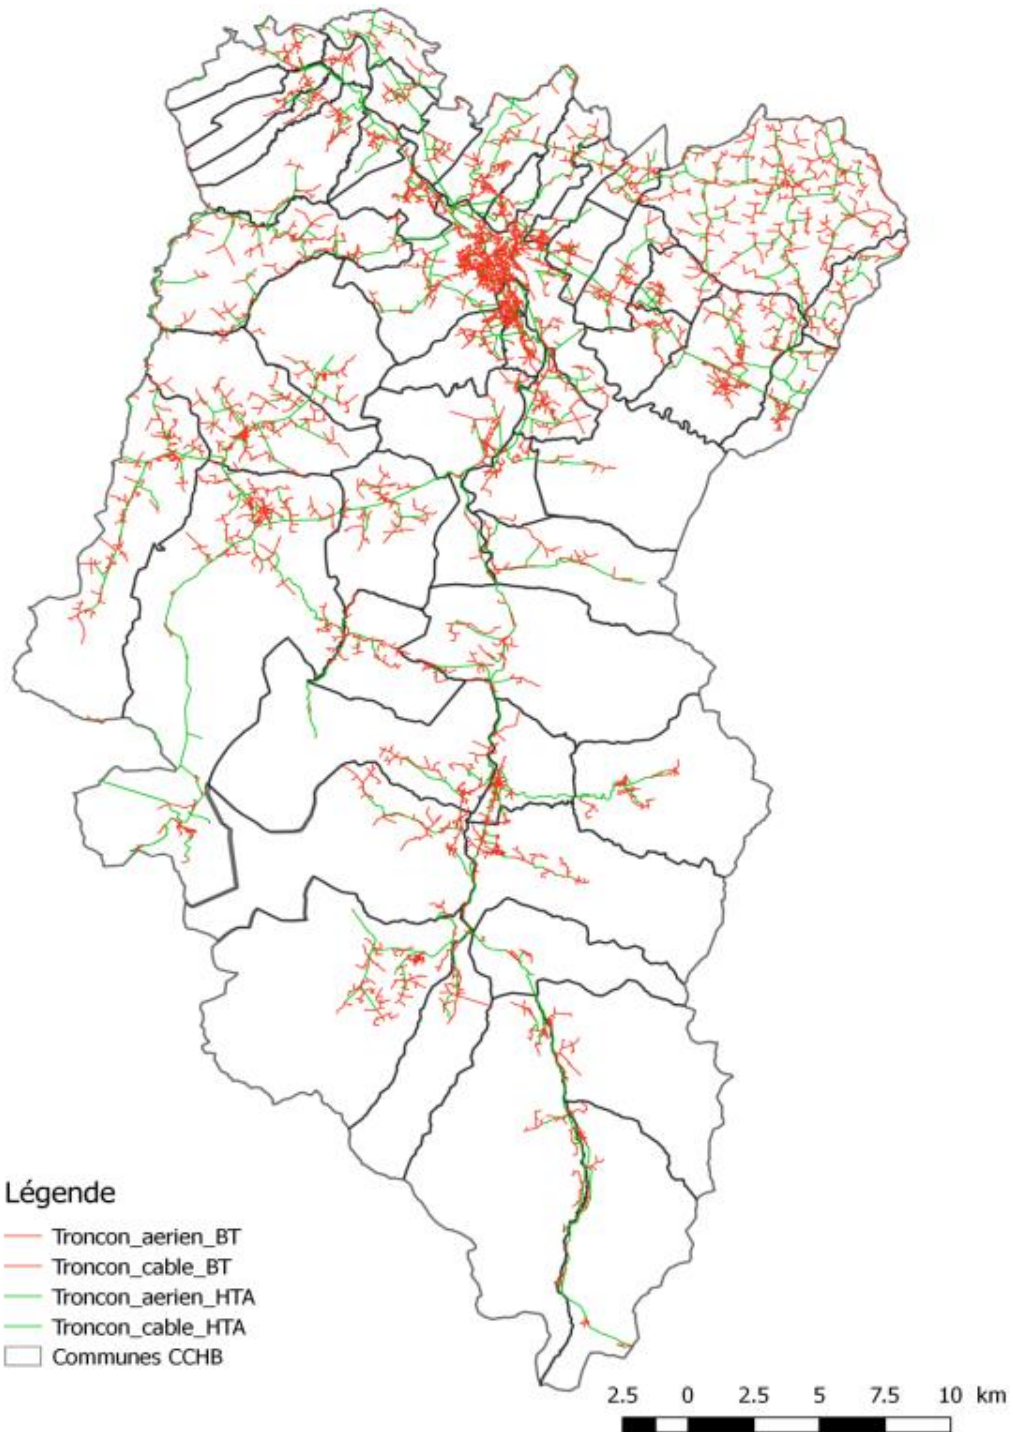 Légende
Troncon_aerien_BT
Troncon_cable_BT
Troncon_aerien_HTA
Troncon_cable_HTA
Communes CCHB
2.5 0 2.5 5 7.5 10 km